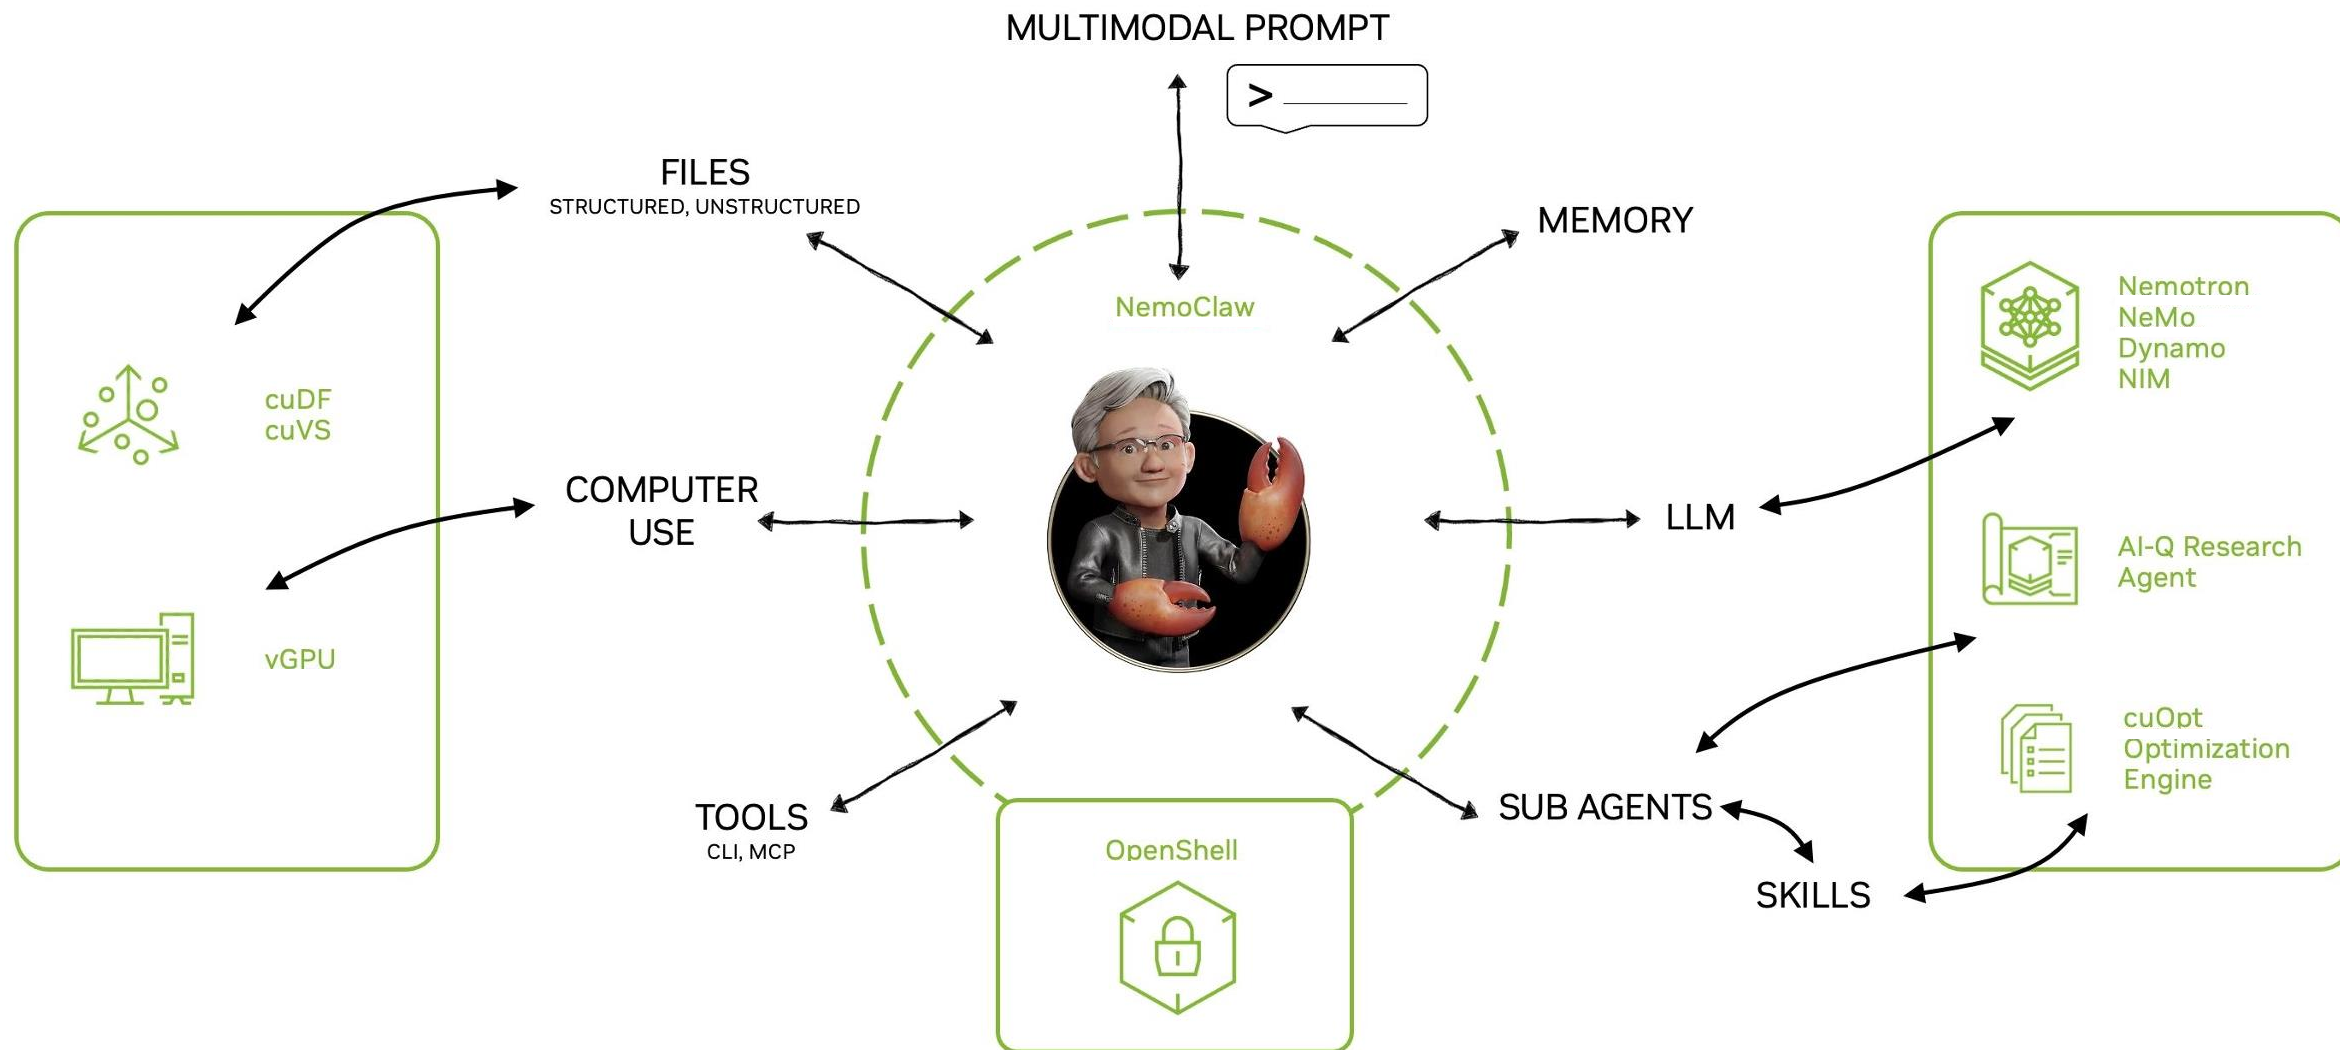 MULTIMODAL PROMPT
> ________
FILES
STRUCTURED, UNSTRUCTURED
MEMORY
NemoClaw
cuDF
cuVS
vGPU
COMPUTER
USE
LLM
Nemotron
NeMo
Dynamo
NIM
AI-Q Research
Agent
cuOpt
Optimization
Engine
TOOLS
CLI, MCP
SUB AGENTS
SKILLS
OpenShell